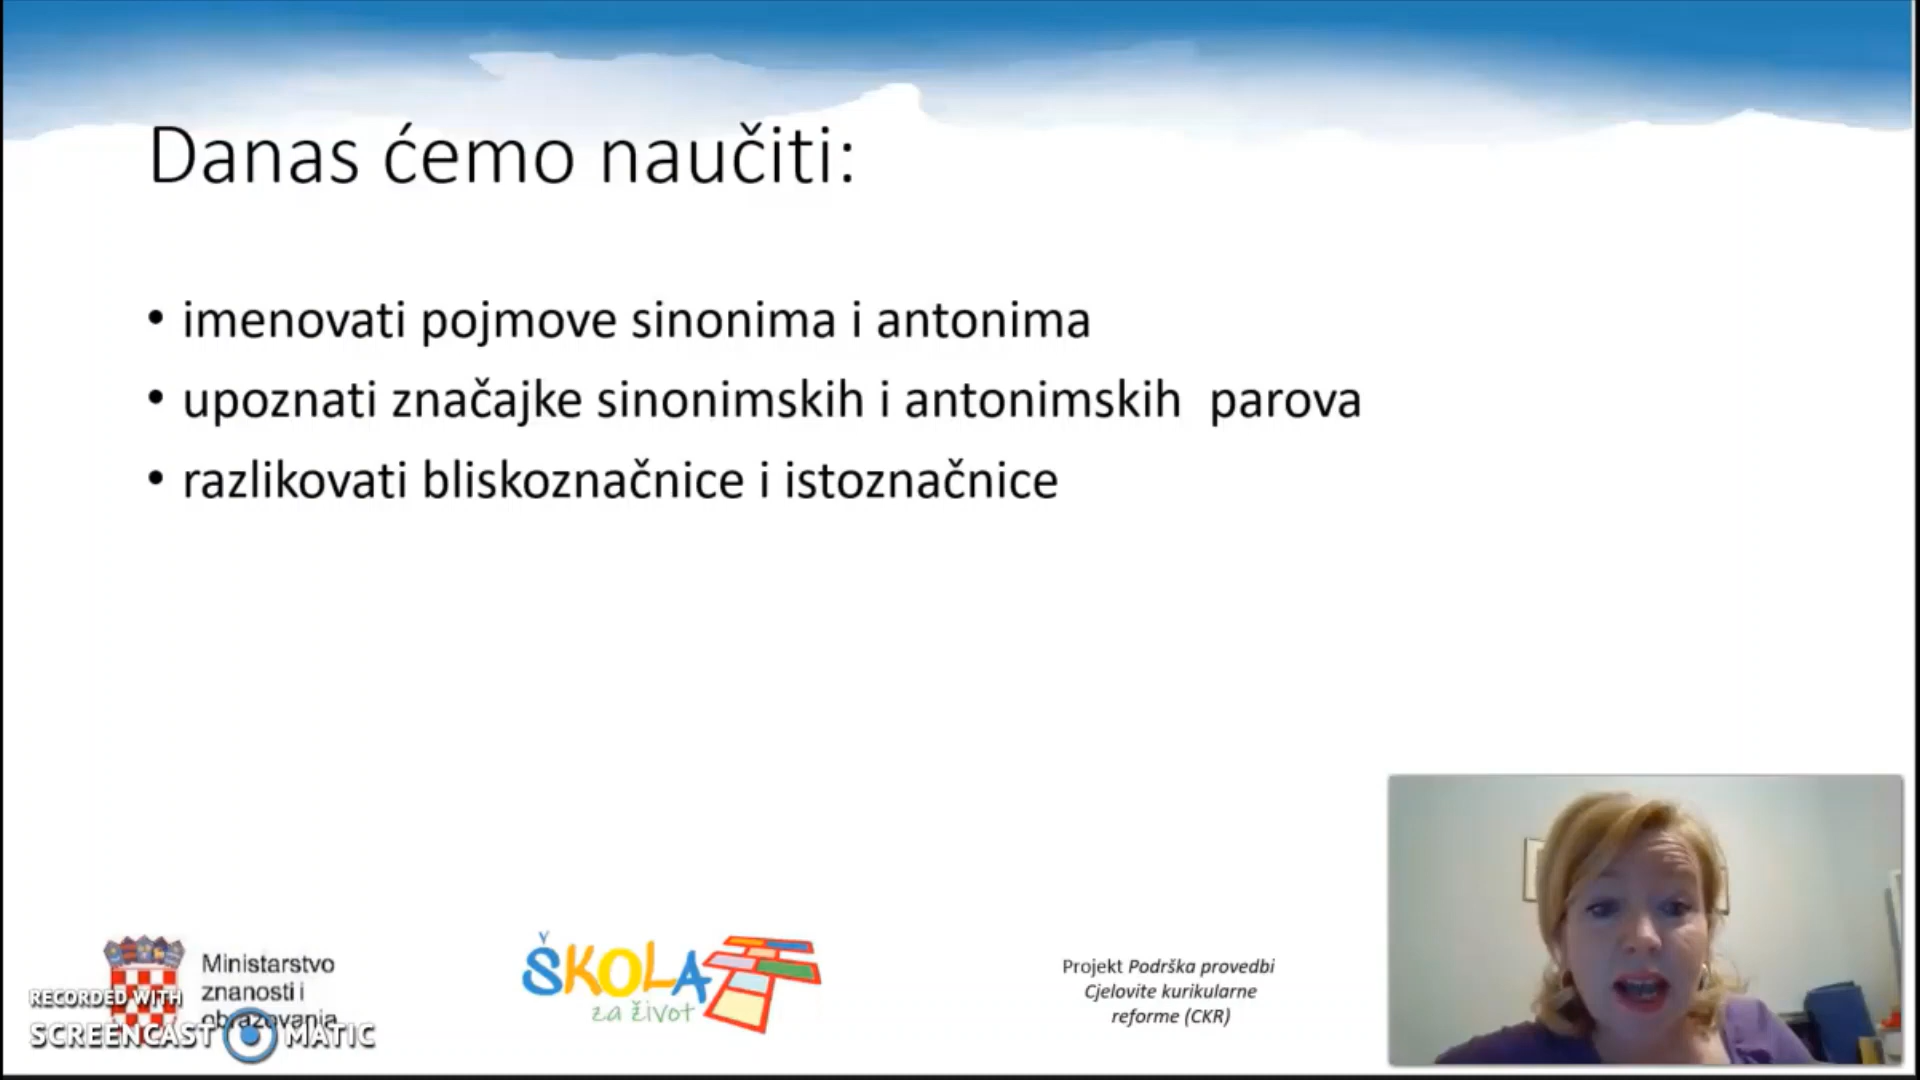 Danas ćemo naučiti:
• imenovati pojmove sinonima i antonima
• upoznati značajke sinonimskih i antonimskih parova
• razlikovati bliskoznačnice i istoznačnice
Ministarstvo
znanosti i
obrazovanja
RECORDED WITH
SCREENCAST MATIC
ŠKOLA
za život
Projekt Podrška provedbi
Cjelovite kurikularne
reforme (CKR)